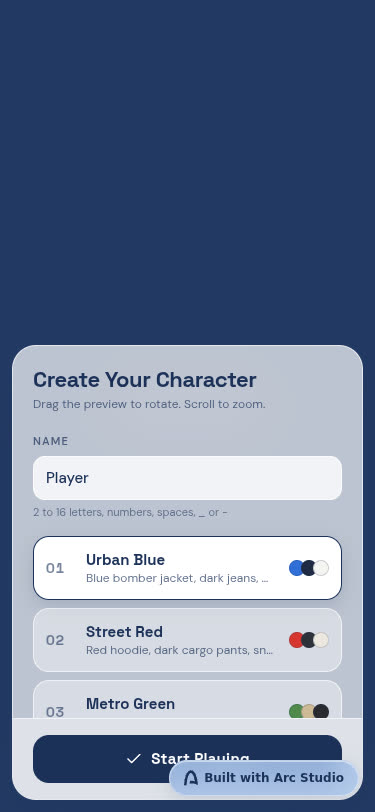 Create Your Character
Drag the preview to rotate. Scroll to zoom.
NAME
Player
2 to 16 letters, numbers, spaces, _ or -
01
Urban Blue
Blue bomber jacket, dark jeans, ...
02
Street Red
Red hoodie, dark cargo pants, sn...
03
Metro Green
Start Playing
Built with Arc Studio